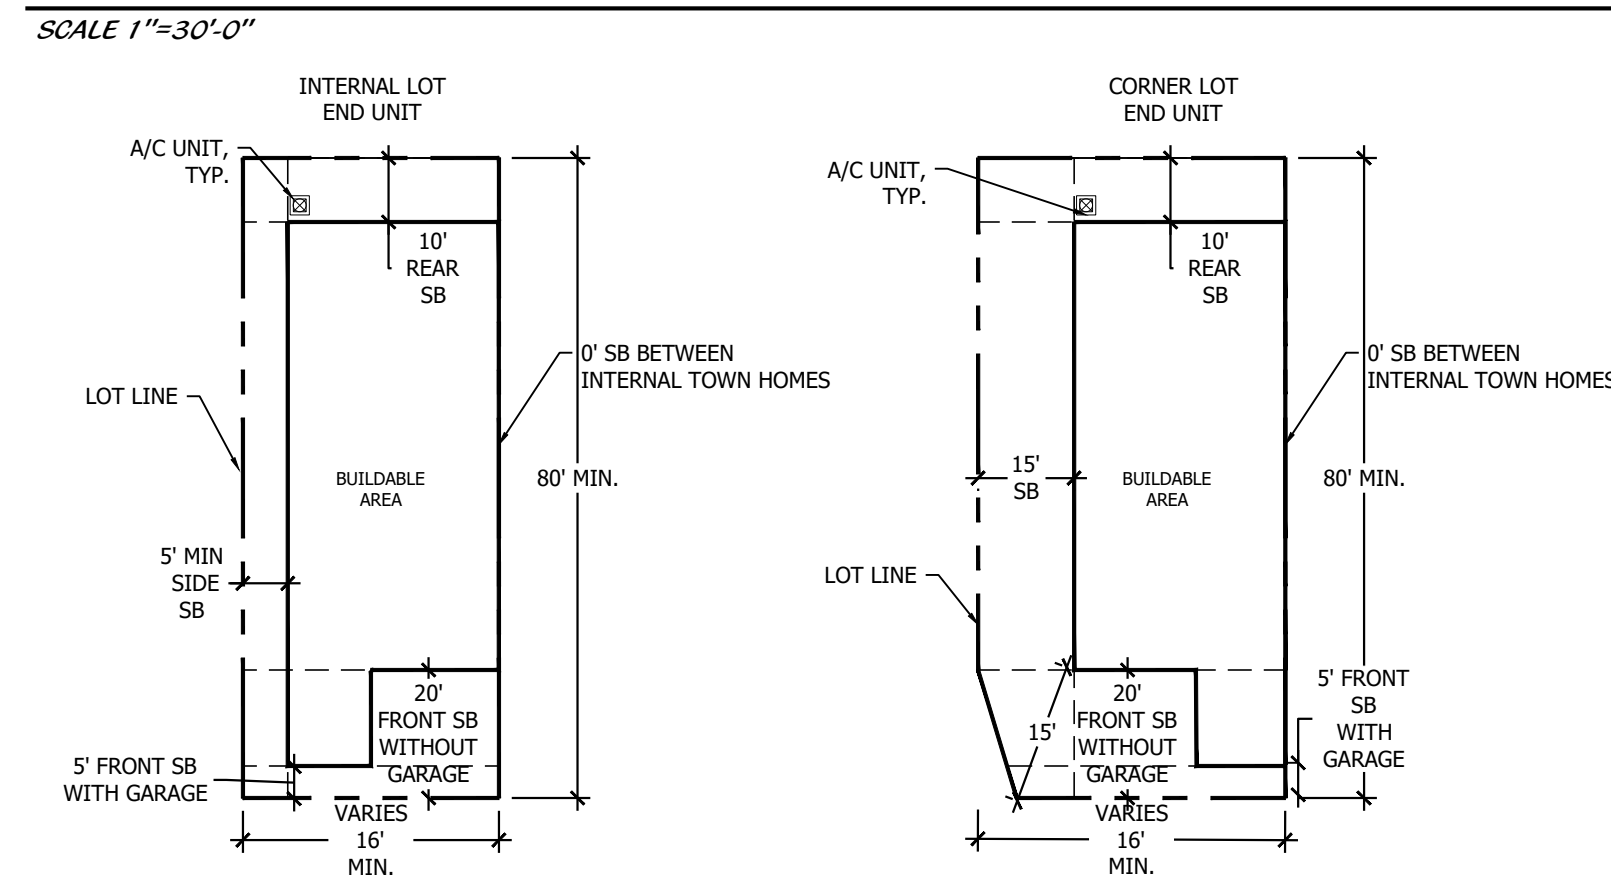 SCALE 1"=30'-0"
INTERNAL LOT
END UNIT
A/C UNIT,
TYP.
10'
REAR
SB
0' SB BETWEEN
INTERNAL TOWN HOMES
LOT LINE
BUILDABLE
AREA
80' MIN.
5' MIN
SIDE
SB
20'
FRONT SB
WITHOUT
GARAGE
5' FRONT SB
WITH GARAGE
VARIES
16'
MIN.
CORNER LOT
END UNIT
A/C UNIT,
TYP.
10'
REAR
SB
0' SB BETWEEN
INTERNAL TOWN HOMES
15'
SB
BUILDABLE
AREA
80' MIN.
LOT LINE
15'
20'
FRONT SB
WITHOUT
GARAGE
5' FRONT
SB
WITH
GARAGE
VARIES
16'
MIN.